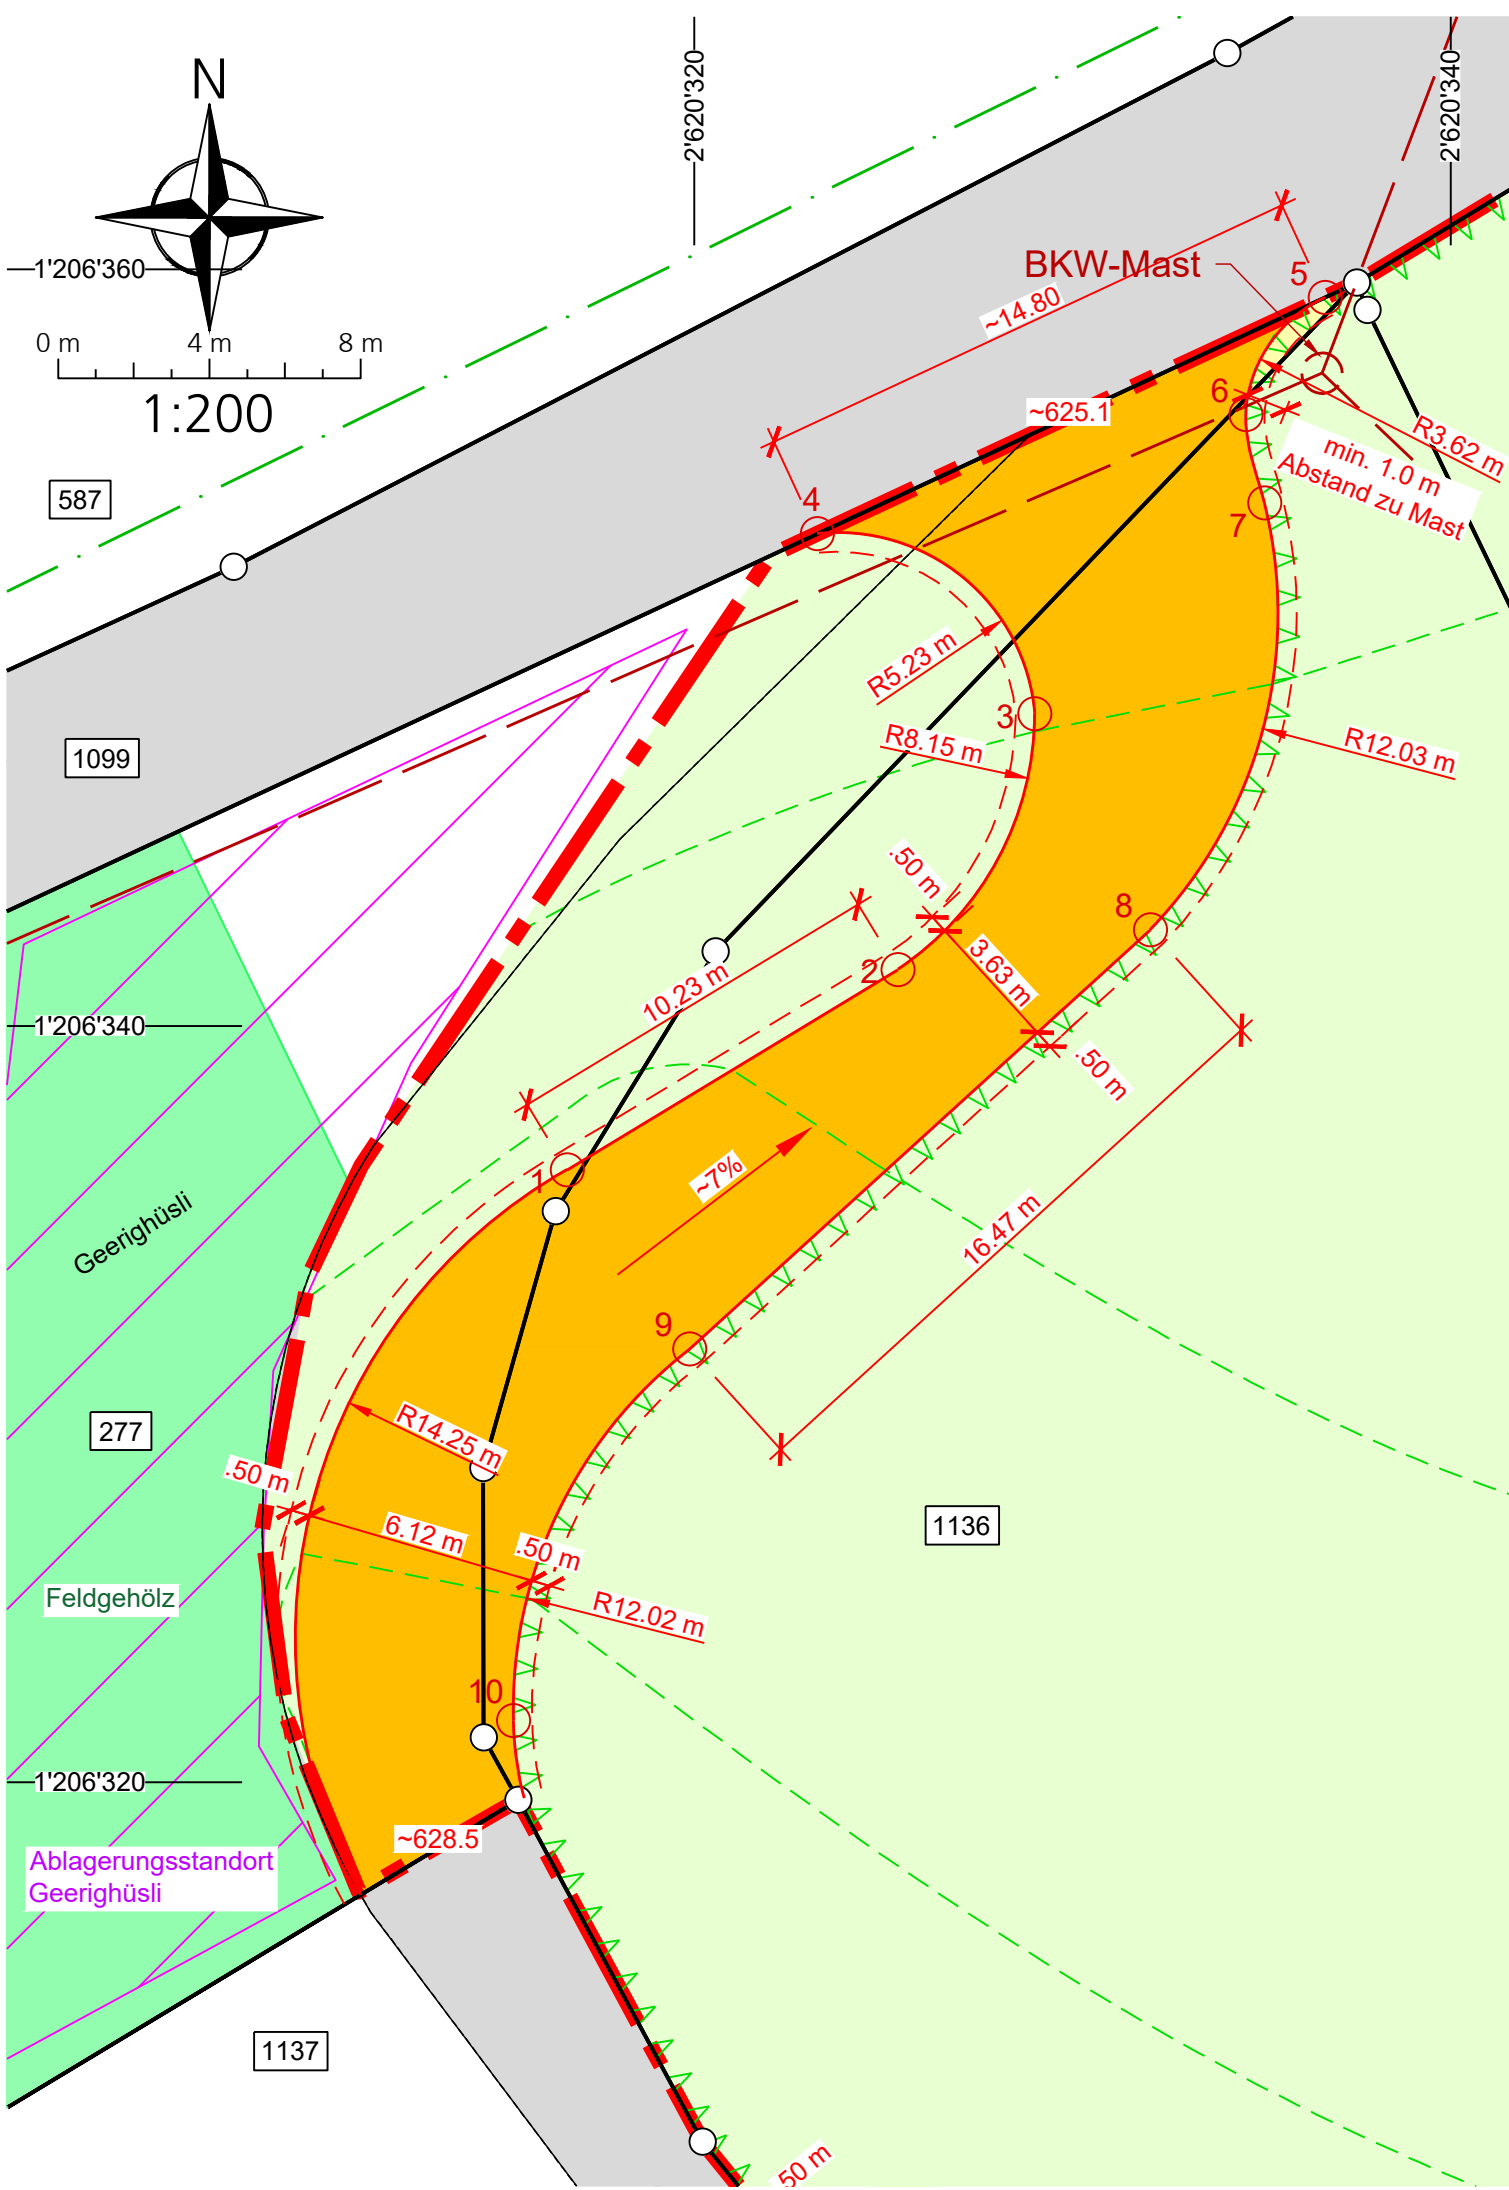 N
2'620'320
2'620'340
1'206'360
0 m 4 m 8 m
1:200
BKW-Mast
5
~14.80
6
~625.1
R3.62 m
min. 1.0 m
Abstand zu Mast
587
4
7
R5.23 m
3
R8.15 m
R12.03 m
1099
.50 m
8
2
3.63 m
10.23 m
1'206'340
.50 m
1
~7%
Geerighüsli
16.47 m
9
277
R14.25 m
.50 m
6.12 m
.50 m
1136
Feldgehölz
R12.02 m
10
1'206'320
~628.5
Ablagerungsstandort
Geerighüsli
1137
50 m